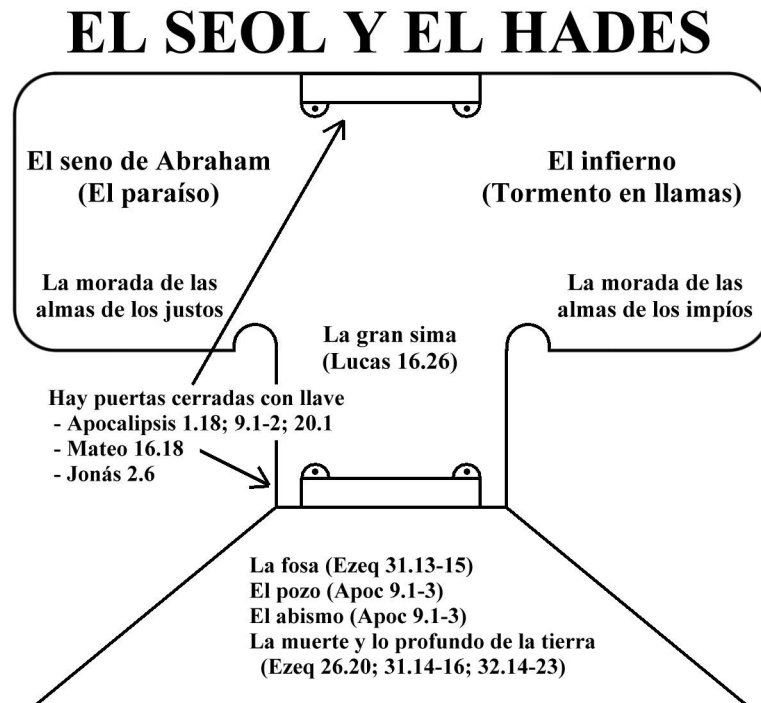 EL SEOL Y EL HADES
El seno de Abraham
(El paraíso)
El infierno
(Tormento en llamas)
La morada de las
almas de los justos
La morada de las
almas de los impíos
La gran sima
(Lucas 16.26)
Hay puertas cerradas con llave
- Apocalipsis 1.18; 9.1-2; 20.1
- Mateo 16.18
- Jonás 2.6
La fosa (Ezeq 31.13-15)
El pozo (Apoc 9.1-3)
El abismo (Apoc 9.1-3)
La muerte y lo profundo de la tierra
(Ezeq 26.20; 31.14-16; 32.14-23)